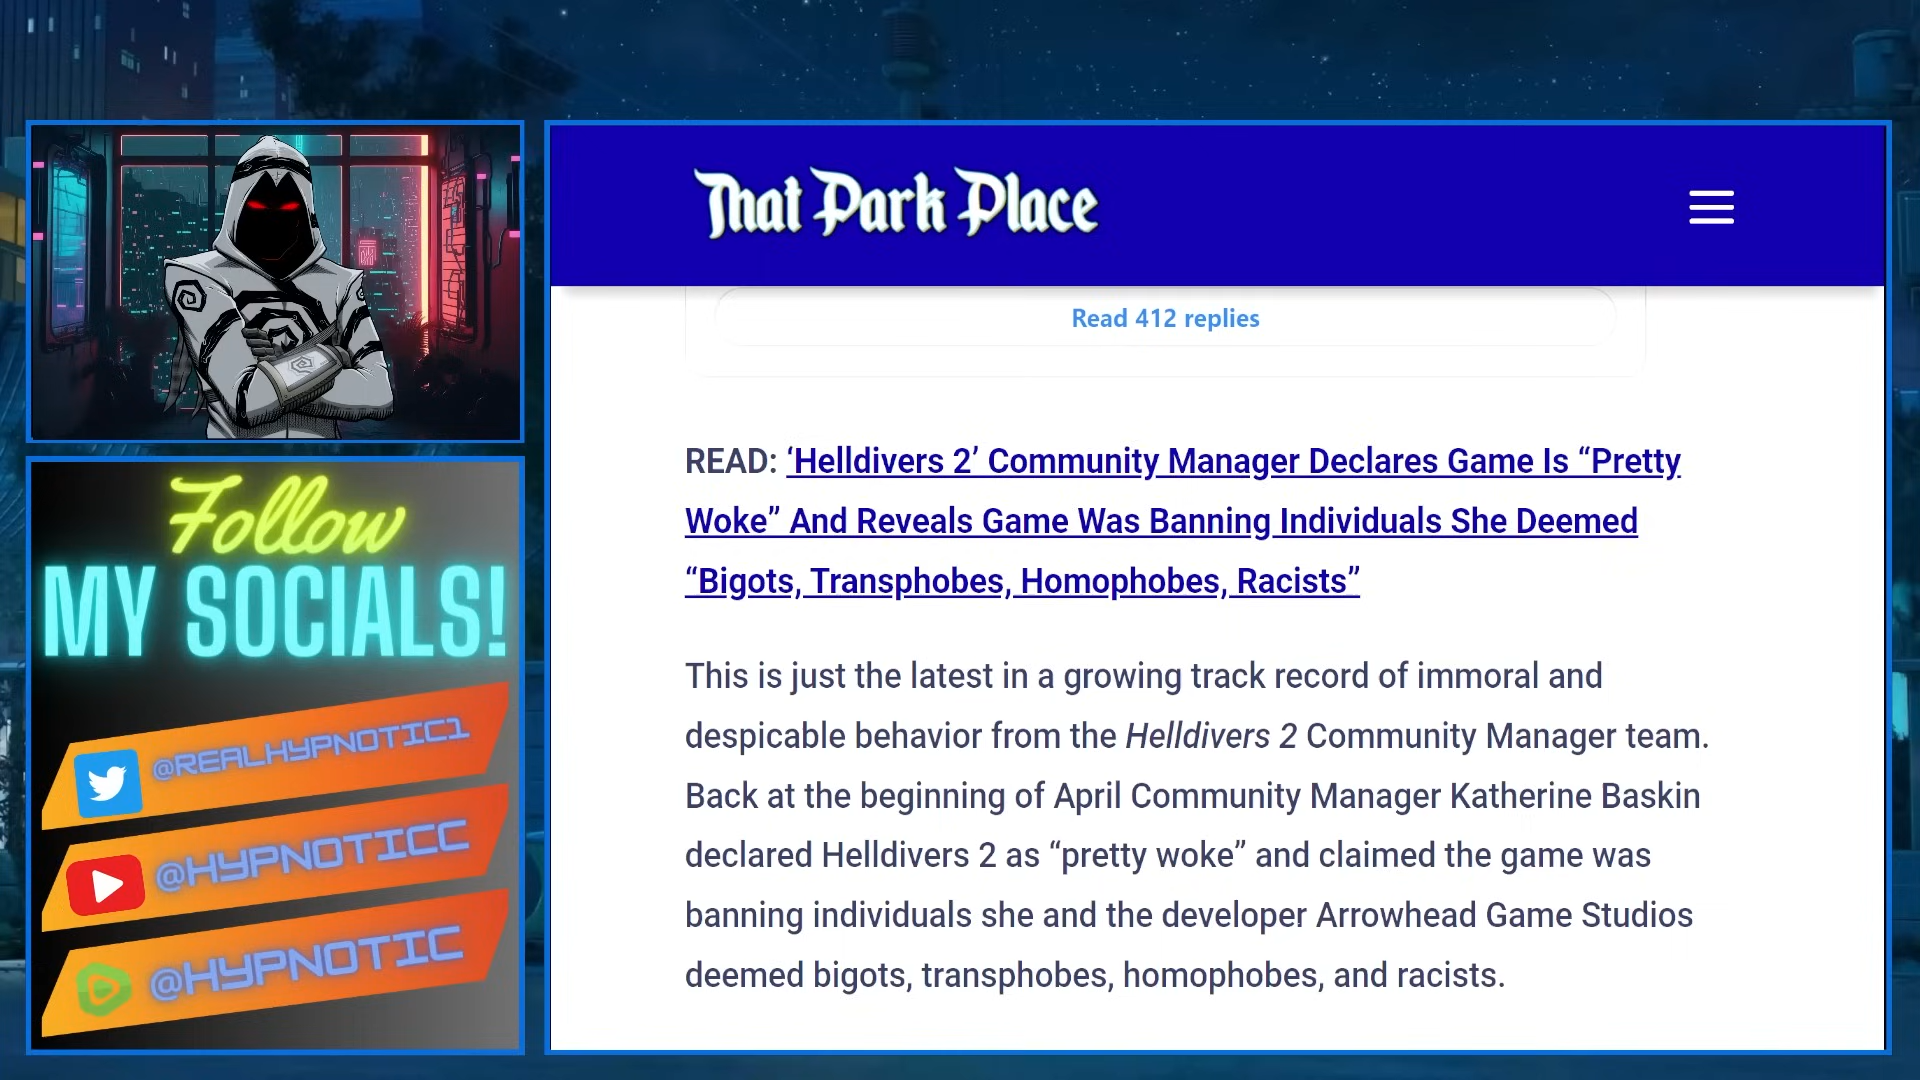 Follow
MY SOCIALS!
@REALHYPNOTIC1
@HYPNOTICC
@HYPNOTIC
That Park Place
Read 412 replies
READ: ‘Helldivers 2’ Community Manager Declares Game Is “Pretty
Woke” And Reveals Game Was Banning Individuals She Deemed
“Bigots, Transphobes, Homophobes, Racists”
This is just the latest in a growing track record of immoral and
despicable behavior from the Helldivers 2 Community Manager team.
Back at the beginning of April Community Manager Katherine Baskin
declared Helldivers 2 as “pretty woke” and claimed the game was
banning individuals she and the developer Arrowhead Game Studios
deemed bigots, transphobes, homophobes, and racists.